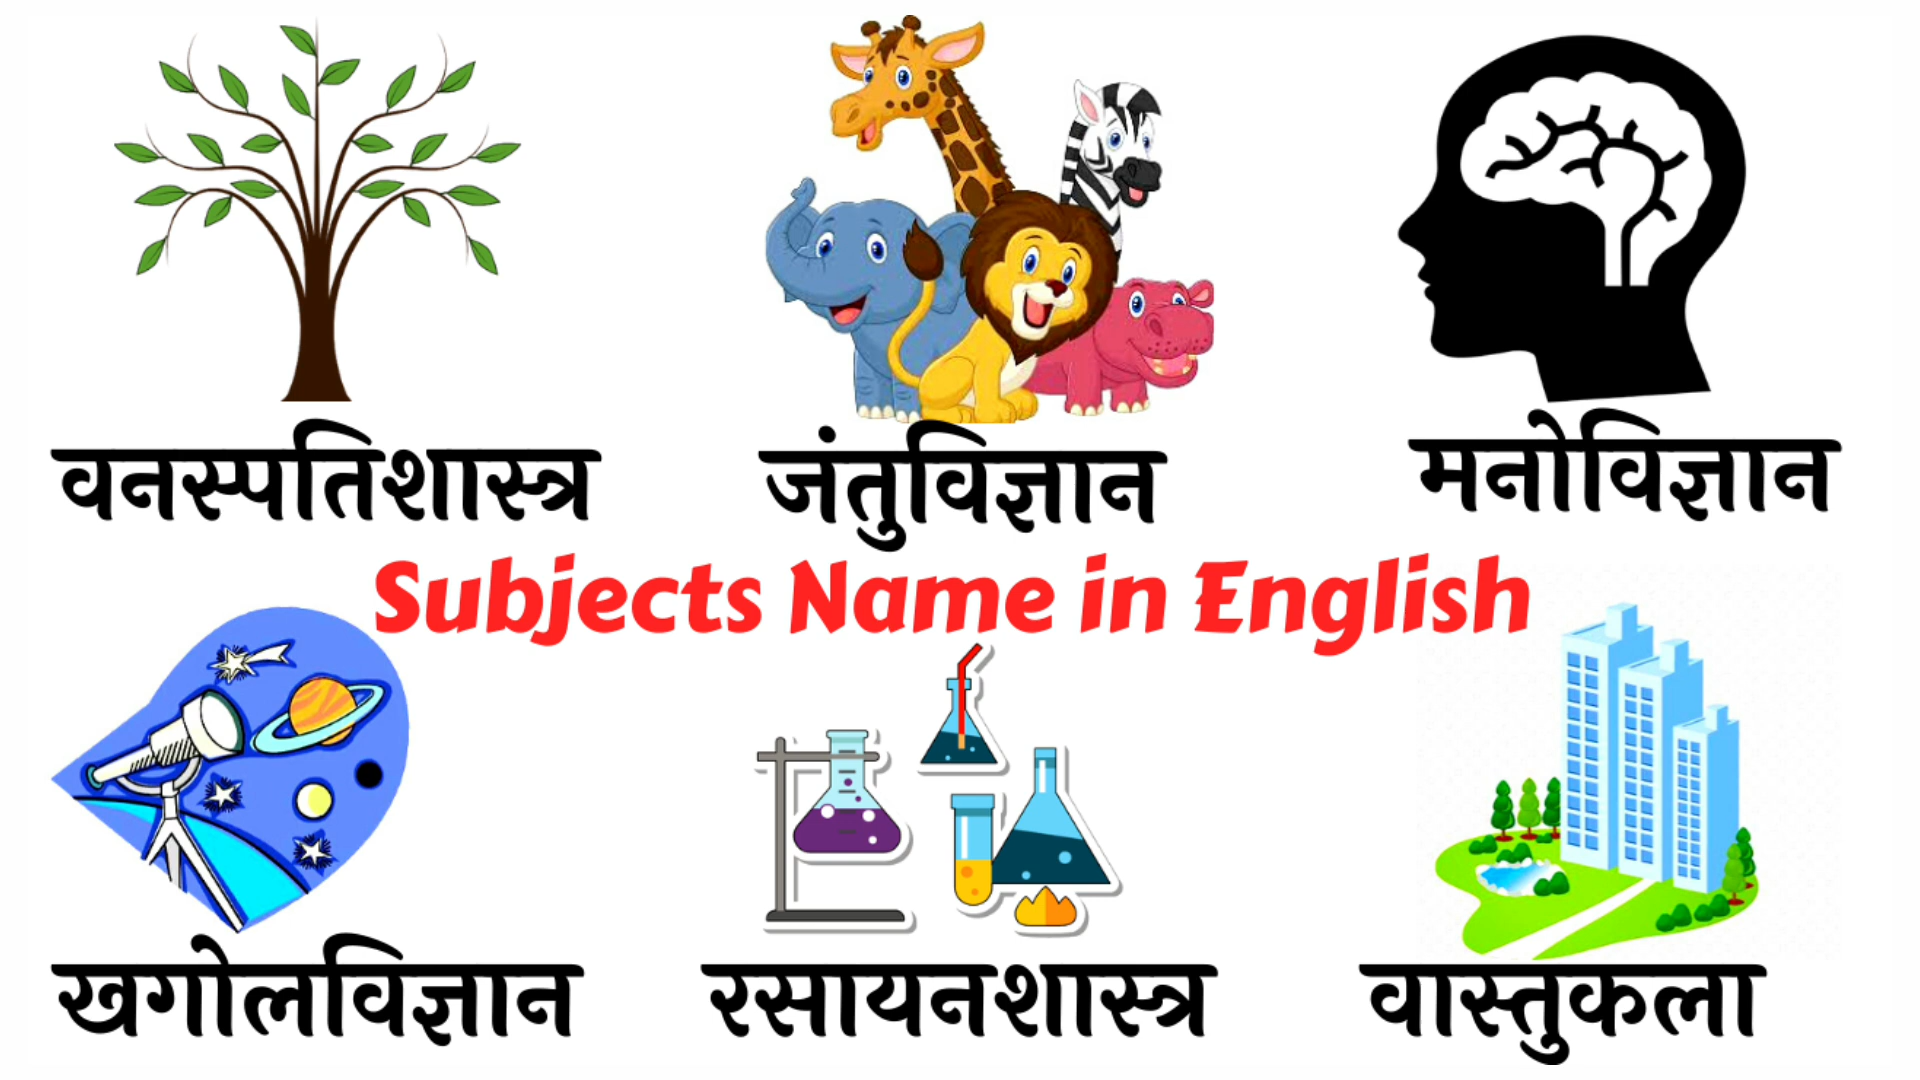 वनस्पतिशास्त्र
जंतुविज्ञान
मनोविज्ञान
Subjects Name in English
खगोलविज्ञान
रसायनशास्त्र
वास्तुकला